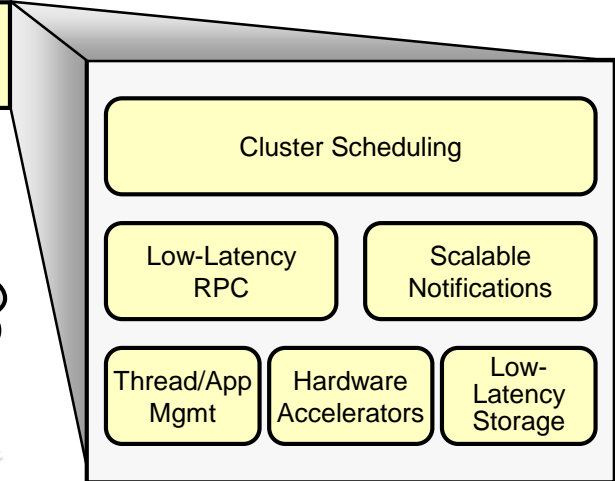 Cluster Scheduling
Low-Latency
RPC
Scalable
Notifications
Thread/App
Mgmt
Hardware
Accelerators
Low-
Latency
Storage